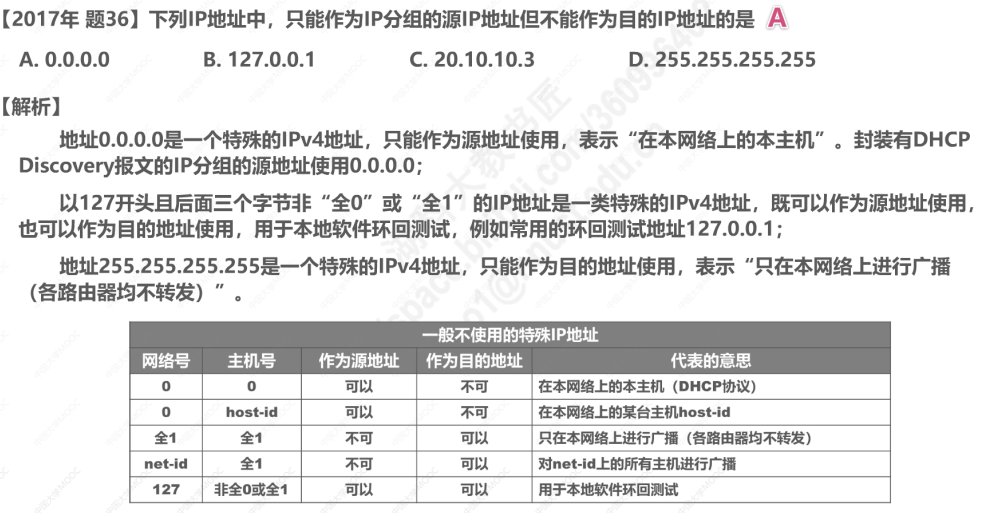 【2017年 题36】下列IP地址中，只能作为IP分组的源IP地址但不能作为目的IP地址的是 A
A. 0.0.0.0 B. 127.0.0.1 C. 20.10.10.3 D. 255.255.255.255
【解析】
地址0.0.0.0是一个特殊的IPv4地址，只能作为源地址使用，表示“在本网络上的本主机”。封装有DHCP
Discovery报文的IP分组的源地址使用0.0.0.0；
以127开头且后面三个字节非“全0”或“全1”的IP地址是一类特殊的IPv4地址，既可以作为源地址使用，
也可以作为目的地址使用，用于本地软件环回测试，例如常用的环回测试地址127.0.0.1；
地址255.255.255.255是一个特殊的IPv4地址，只能作为目的地址使用，表示“只在本网络上进行广播
（各路由器均不转发）”。
一般不使用的特殊IP地址
网络号 主机号 作为源地址 作为目的地址 代表的意思
0 0 可以 不可 在本网络上的本主机（DHCP协议）
0 host-id 可以 不可 在本网络上的某台主机host-id
全1 全1 不可 可以 只在本网络上进行广播（各路由器均不转发）
net-id 全1 不可 可以 对net-id上的所有主机进行广播
127 非全0或全1 可以 可以 用于本地软件环回测试